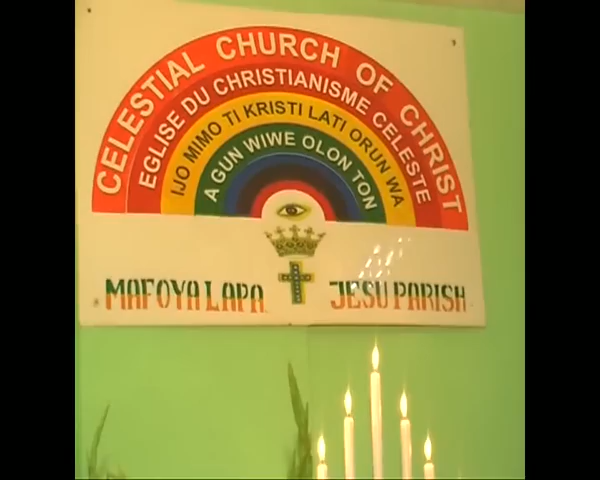 CELESTIAL CHURCH OF CHRIST
EGLISE DU CHRISTIANISME CELESTE
IJO MIMO TI KRISTI LATI ORUN WA
A GUN WIWE OLON TON
MAFOYA LAPA JESU PARISH